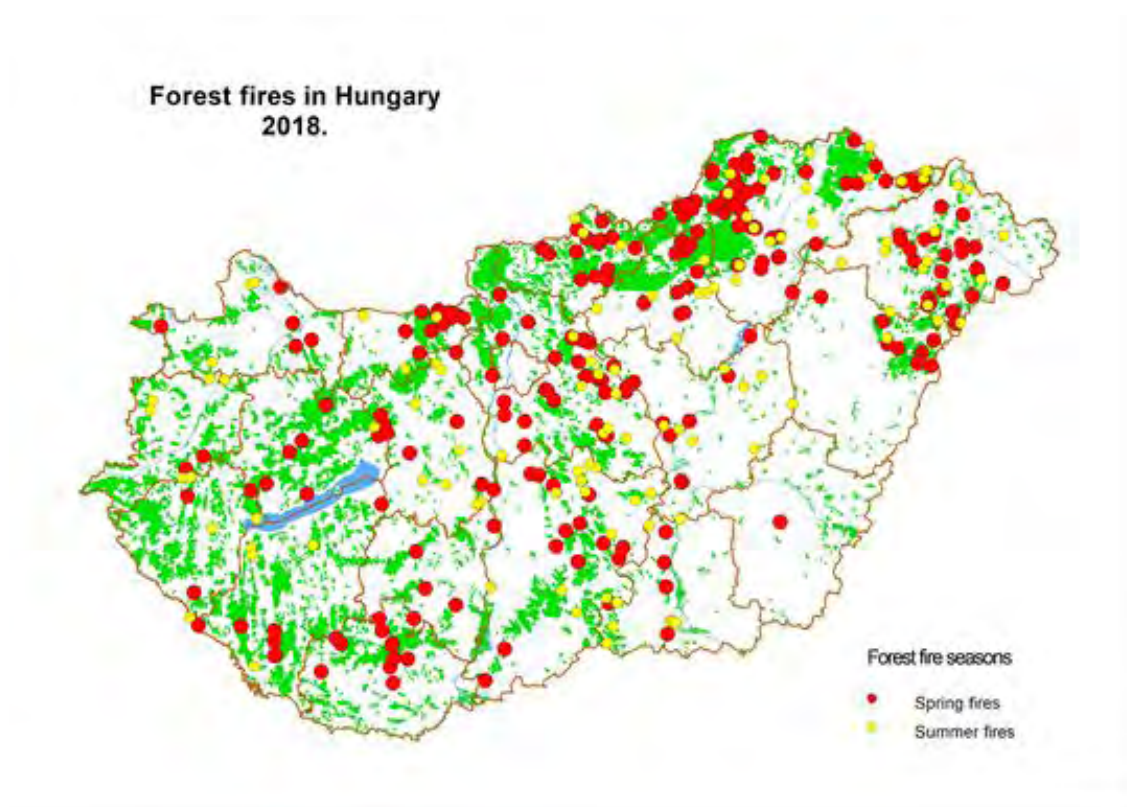 Forest fires in Hungary
2018.
Forest fire seasons
Spring fires
Summer fires